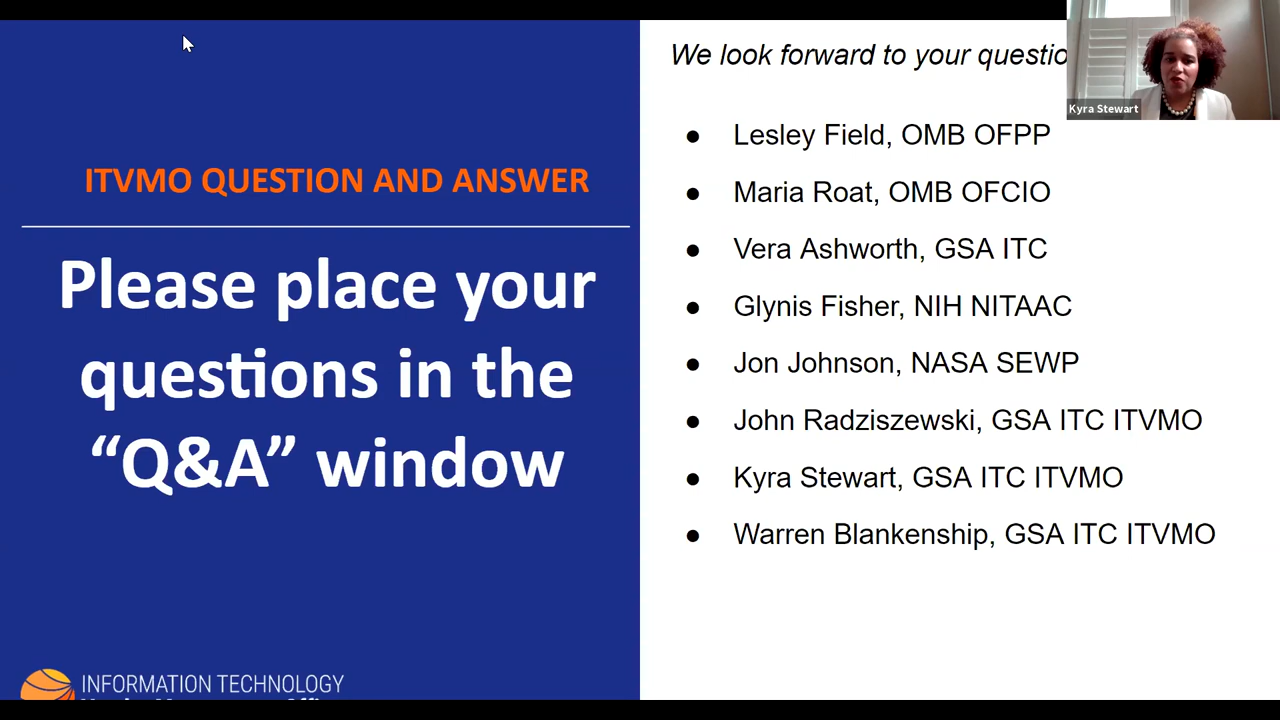 ITVMO QUESTION AND ANSWER
Please place your
questions in the
“Q&A” window
INFORMATION TECHNOLOGY
We look forward to your questio
● Lesley Field, OMB OFPP
● Maria Roat, OMB OFCIO
● Vera Ashworth, GSA ITC
● Glynis Fisher, NIH NITAAC
● Jon Johnson, NASA SEWP
● John Radziszewski, GSA ITC ITVMO
● Kyra Stewart, GSA ITC ITVMO
● Warren Blankenship, GSA ITC ITVMO
Kyra Stewart